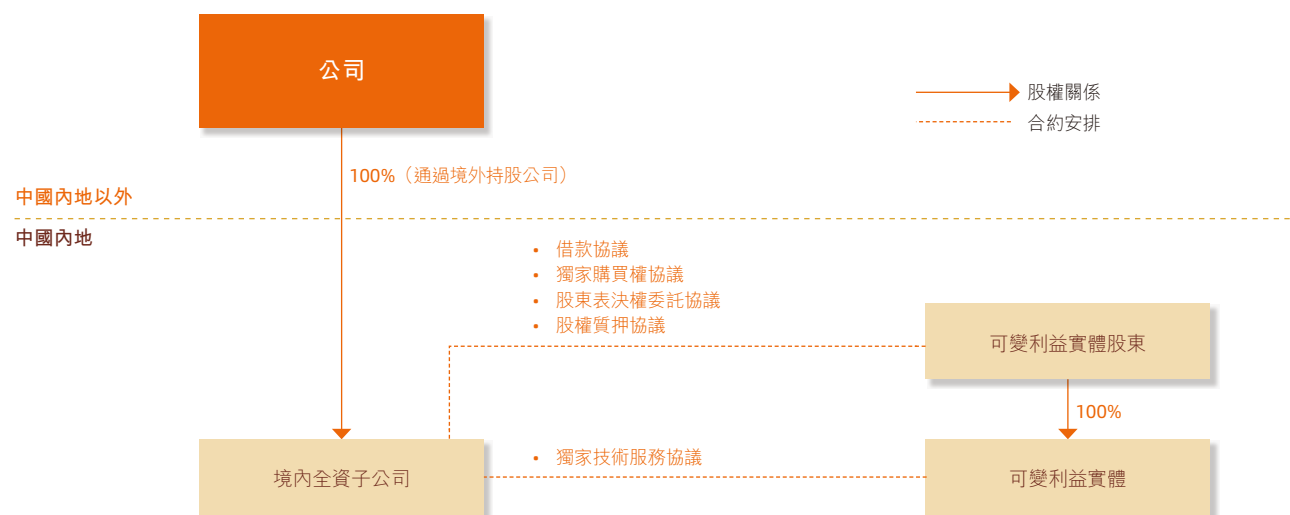 公司
股權關係
合約安排
100%（通過境外持股公司）
中國內地以外
中國內地
• 借款協議
• 獨家購買權協議
• 股東表決權委託協議
• 股權質押協議
可變利益實體股東
100%
境內全資子公司
• 獨家技術服務協議
可變利益實體